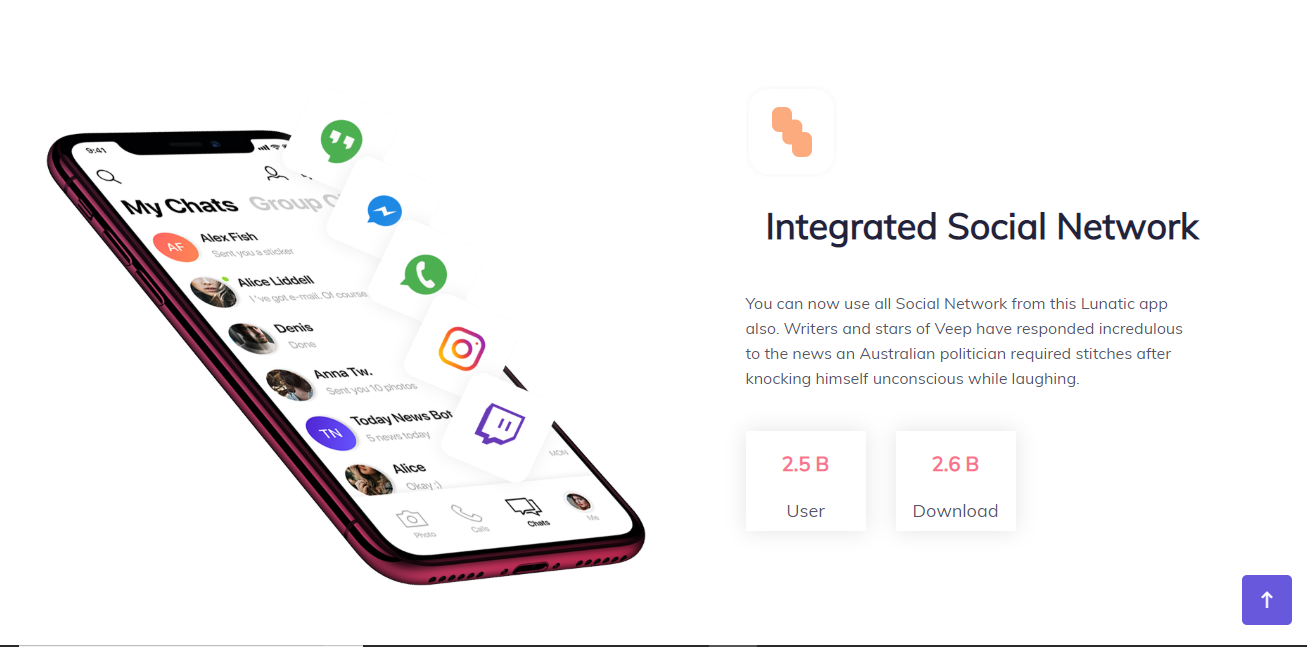 9:41
My Chats Group
AF
Alex Fish
Sent you a sticker
Alice Liddell
I've got e-mail. Of course
Denis
Done
Anna Tw.
Sent you 10 photos
TN
Today News Bot
5 news today
MON
Alice
Okay :)
Photo Calls Chats Me
Integrated Social Network
You can now use all Social Network from this Lunatic app
also. Writers and stars of Veep have responded incredulous
to the news an Australian politician required stitches after
knocking himself unconscious while laughing.
2.5 B 2.6 B
User Download